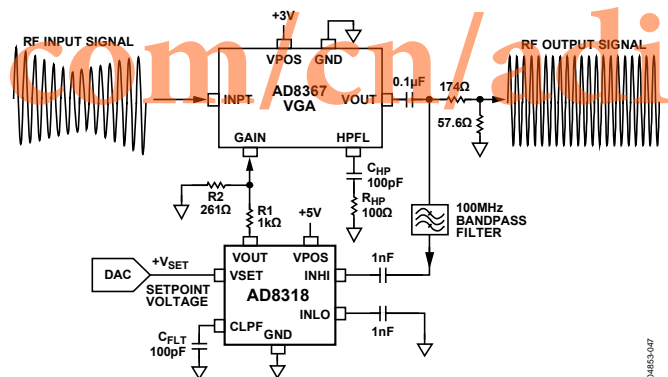 +3V
RF INPUT SIGNAL
VPOS
GND
RF OUTPUT SIGNAL
com/cn/adi
AD8367
VGA
INPT
VOUT
0.1µF
174Ω
57.6Ω
GAIN
HPFL
CHP
100pF
RHP
100Ω
R2
261Ω
R1
1kΩ
+5V
100MHz
BANDPASS
FILTER
VOUT
VPOS
1nF
DAC
+VSET
SETPOINT
VOLTAGE
VSET
INHI
AD8318
CFLT
100pF
CLPF
INLO
GND
1nF
04853-047